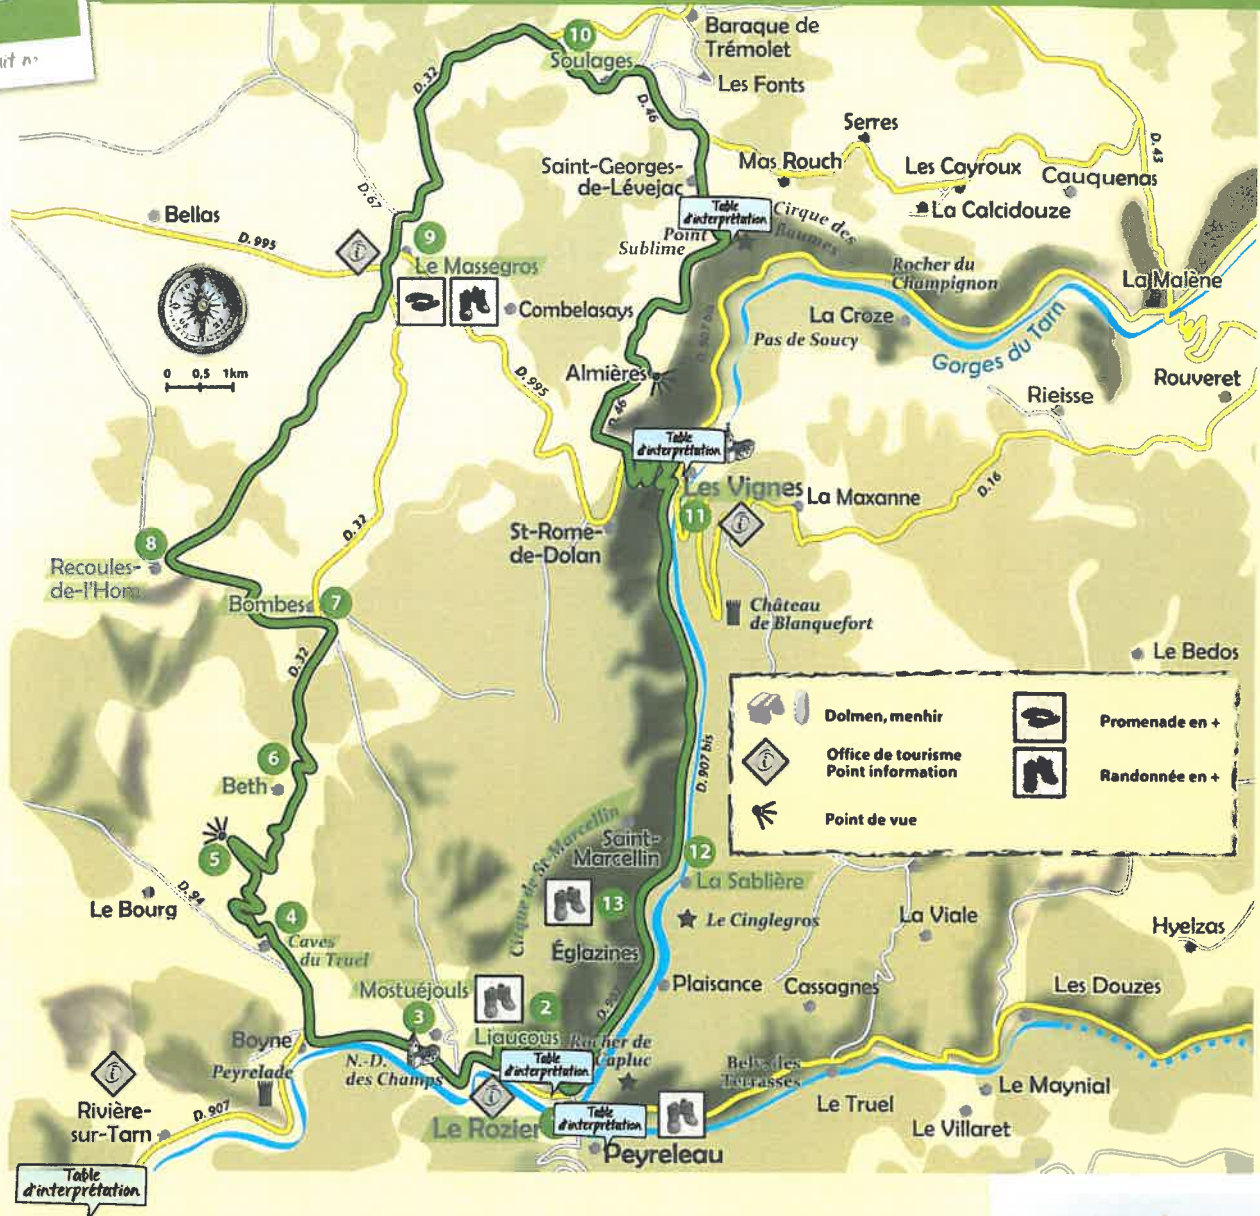 uit n°
10
Soulages
Baraque de
Trémolet
Les Fonts
D.32
D.46
Serres
Saint-Georges-
de-Lévejac
Mas Rouch
Les Cayroux
Cauquenas
D.43
La Calcidouze
D.67
Bellas
D.995
Table
d'interprétation
Point
Sublime
Cirque des
Baumes
9
Le Massegros
Combelasays
Rocher du
Champignon
La Malène
0 0,5 1km
D.907 bis
La Croze
Pas de Soucy
Gorges du Tarn
Almières
D.995
D.46
Rieisse
Rouveret
Table
d'interprétation
Les Vignes
11
La Maxanne
D.16
8
Recoules-
de-l'Hom
D.32
St-Rome-
de-Dolan
Bombes
7
Château
de Blanquefort
D.32
Le Bedos
Dolmen, menhir
Promenade en +
Office de tourisme
Point information
Randonnée en +
Point de vue
D.907 bis
6
Beth
5
Cirque de St-Marcellin
Saint-
Marcellin
12
La Sablière
Le Bourg
D.94
4
Caves
du Truel
13
Le Cinglegros
La Viale
Hyelzas
Églazines
Mostuéjouls
2
D.907
Plaisance
Cassagnes
Les Douzes
3
Liaucous
Rocher de
Capluc
Boyne
Peyrelade
N.-D.
des Champs
Table
d'interprétation
Belv. des
Terrasses
Le Maynial
Rivière-
sur-Tarn
D.907
Le Rozier
Table
d'interprétation
Le Truel
Le Villaret
Peyreleau
Table
d'interprétation